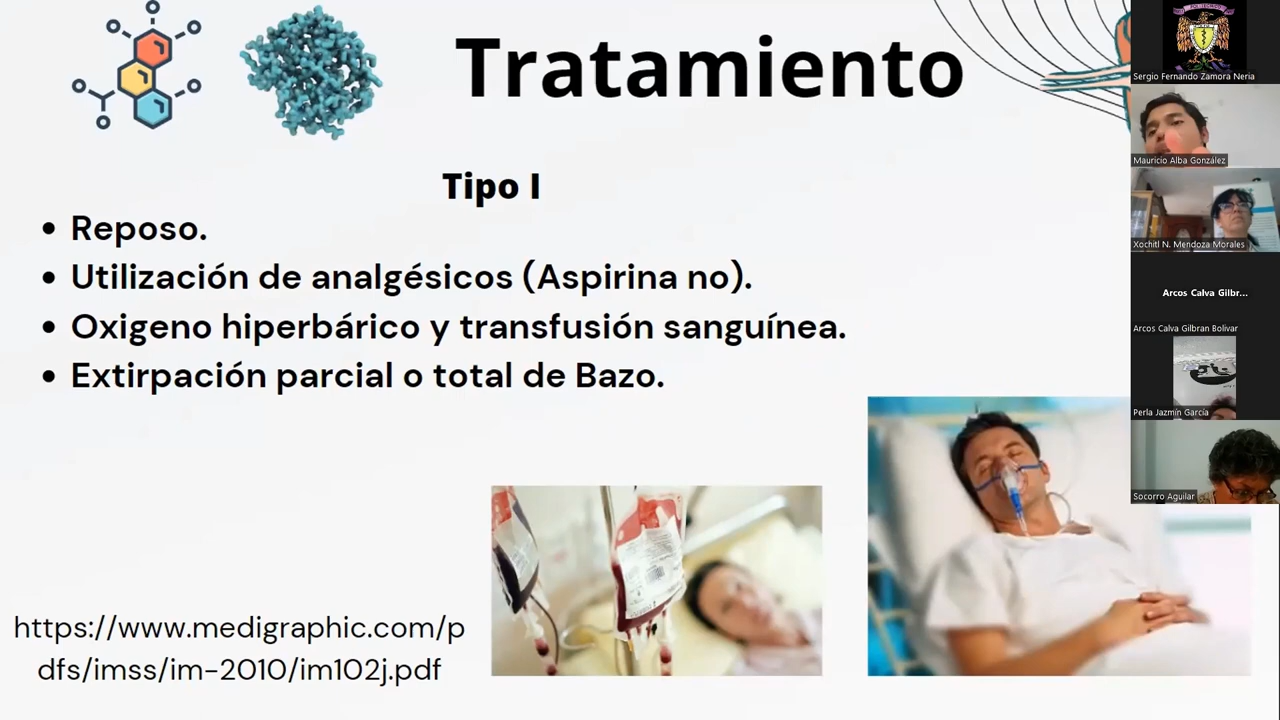 Tratamiento
Tipo I
• Reposo.
• Utilización de analgésicos (Aspirina no).
• Oxigeno hiperbárico y transfusión sanguínea.
• Extirpación parcial o total de Bazo.
https://www.medigraphic.com/p
dfs/imss/im-2010/im102j.pdf
Sergio Fernando Zamora Neria
Mauricio Alba González
Xochitl N. Mendoza Morales
Arcos Calva Gilbr...
Arcos Calva Gilbran Bolivar
Perla Jazmín García
Socorro Aguilar